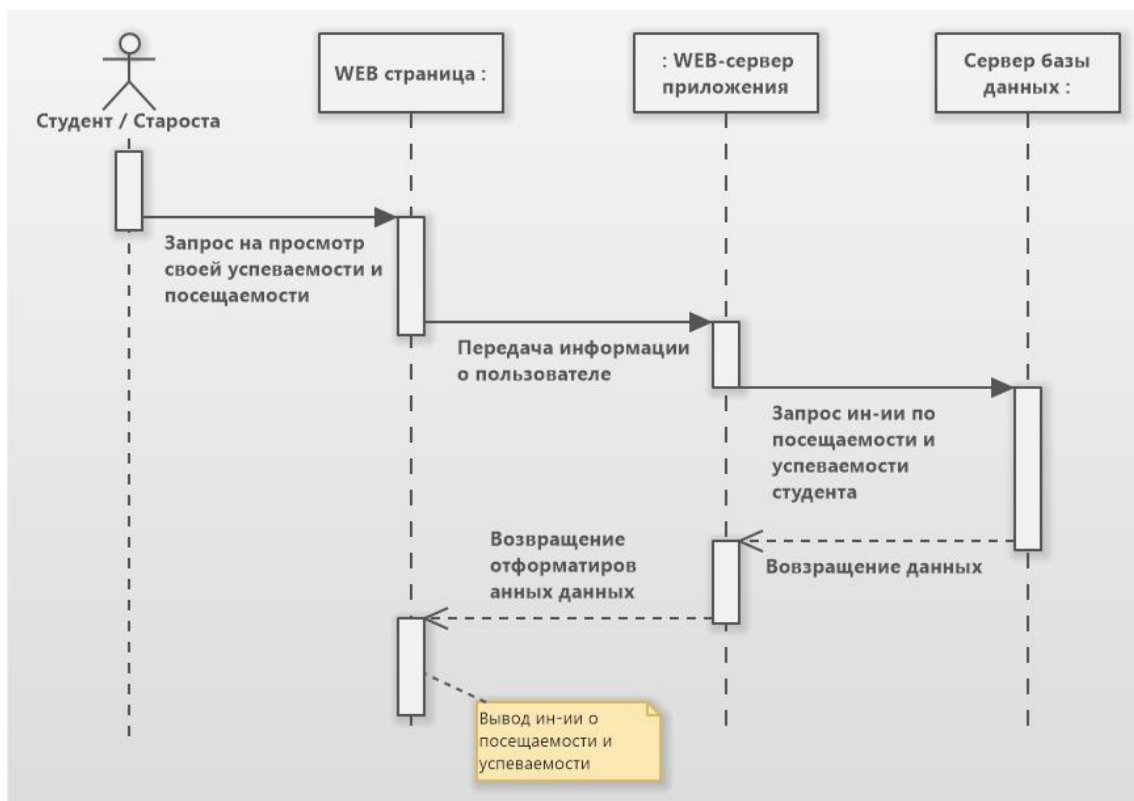 Студент / Староста
WEB страница :
: WEB-сервер
приложения
Сервер базы
данных :
Запрос на просмотр
своей успеваемости и
посещаемости
Передача информации
о пользователе
Запрос ин-ии по
посещаемости и
успеваемости
студента
Вовзращение данных
Возвращение
отформатиров
анных данных
Вывод ин-ии о
посещаемости и
успеваемости